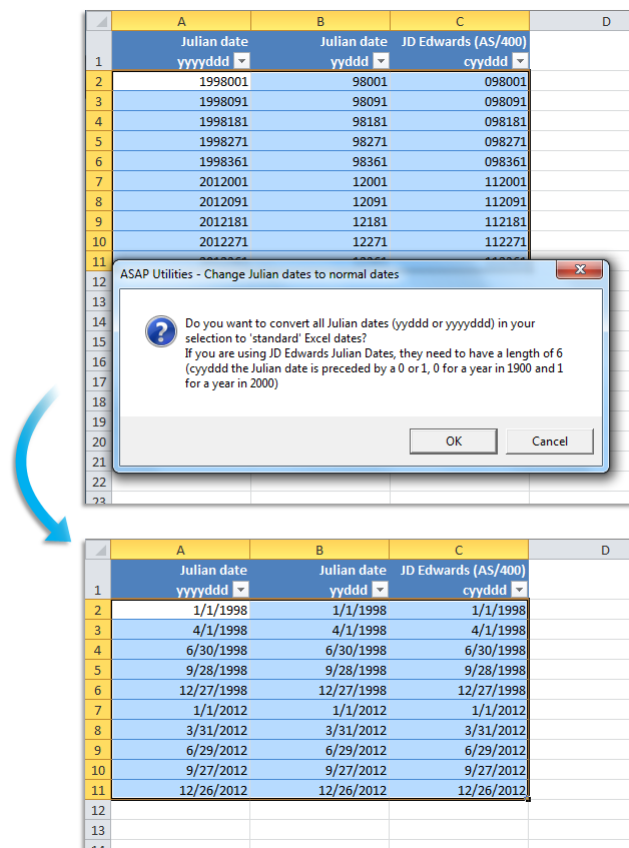 A B C D
Julian date Julian date JD Edwards (AS/400)
1 yyyyddd yyddd cyyddd
2 1998001 98001 098001
3 1998091 98091 098091
4 1998181 98181 098181
5 1998271 98271 098271
6 1998361 98361 098361
7 2012001 12001 112001
8 2012091 12091 112091
9 2012181 12181 112181
10 2012271 12271 112271
11
12 ASAP Utilities - Change Julian dates to normal dates
13
14 Do you want to convert all Julian dates (yyddd or yyyyddd) in your
15 selection to 'standard' Excel dates?
16 If you are using JD Edwards Julian Dates, they need to have a length of 6
17 (cyyddd the Julian date is preceded by a 0 or 1, 0 for a year in 1900 and 1
18 for a year in 2000)
19
20 OK Cancel
21
22
23
A B C D
Julian date Julian date JD Edwards (AS/400)
1 yyyyddd yyddd cyyddd
2 1/1/1998 1/1/1998 1/1/1998
3 4/1/1998 4/1/1998 4/1/1998
4 6/30/1998 6/30/1998 6/30/1998
5 9/28/1998 9/28/1998 9/28/1998
6 12/27/1998 12/27/1998 12/27/1998
7 1/1/2012 1/1/2012 1/1/2012
8 3/31/2012 3/31/2012 3/31/2012
9 6/29/2012 6/29/2012 6/29/2012
10 9/27/2012 9/27/2012 9/27/2012
11 12/26/2012 12/26/2012 12/26/2012
12
13
14